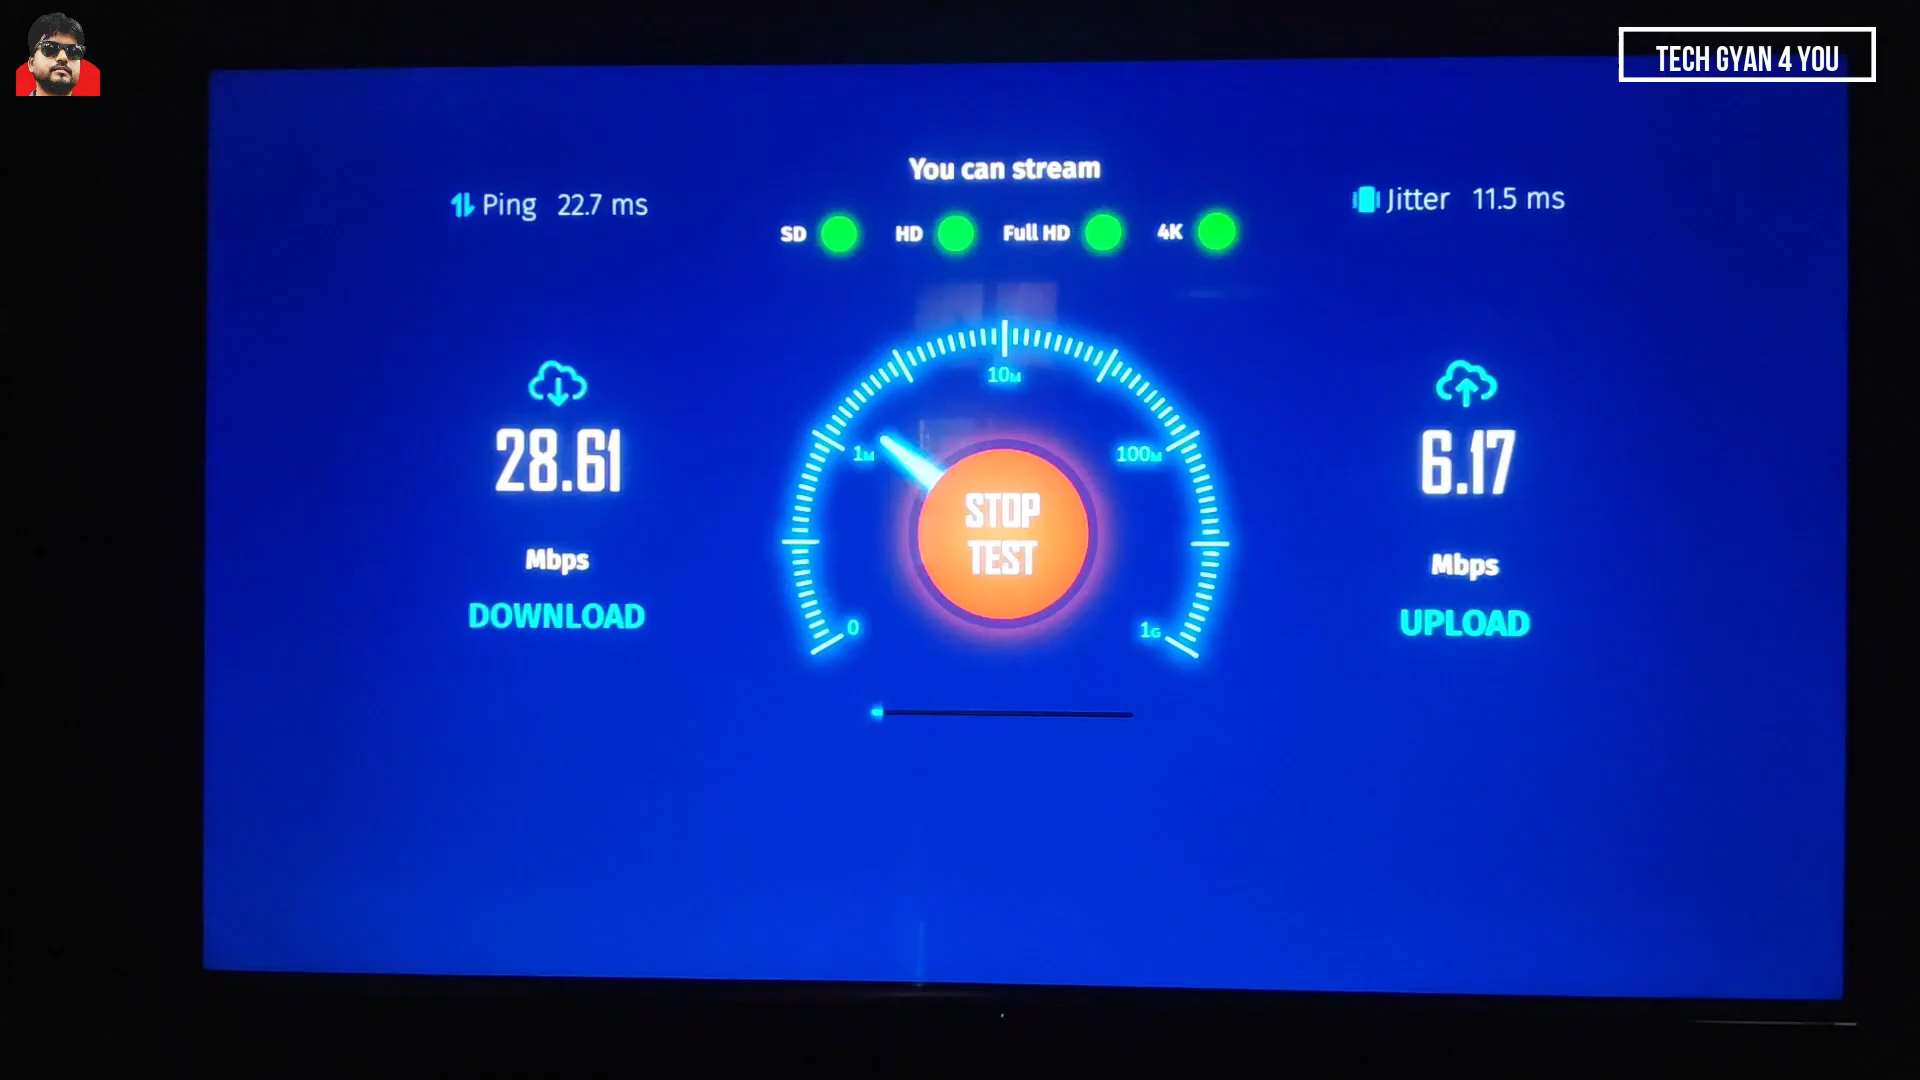 TECH GYAN 4 YOU
You can stream
Ping 22.7 ms
SD HD Full HD 4K
Jitter 11.5 ms
10M
1M
100M
0
1G
STOP
TEST
28.61
Mbps
DOWNLOAD
6.17
Mbps
UPLOAD